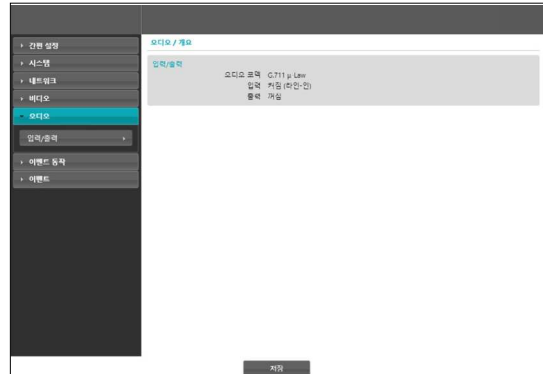 간편 설정
시스템
네트워크
비디오
오디오
입력/출력
이벤트 동작
이벤트
오디오 / 개요
입력/출력
오디오 코덱 G.711 μ Law
입력 켜짐 (라인-인)
출력 꺼짐
저장